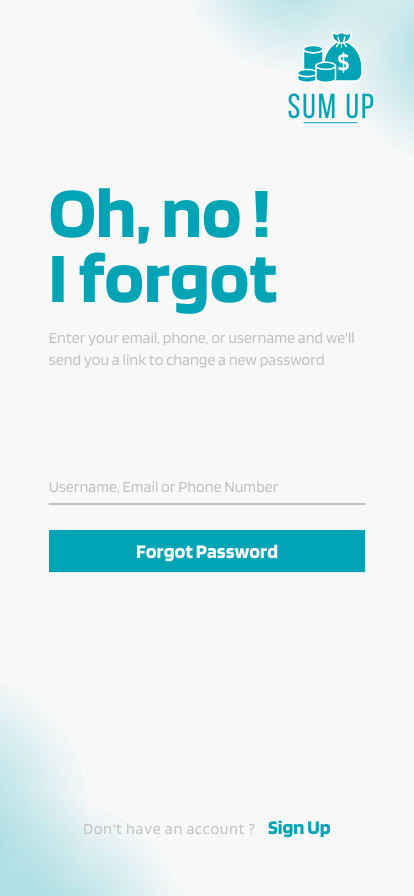 $
SUM UP
Oh, no !
I forgot
Enter your email, phone, or username and we'll
send you a link to change a new password
Username, Email or Phone Number
Forgot Password
Don't have an account ? Sign Up